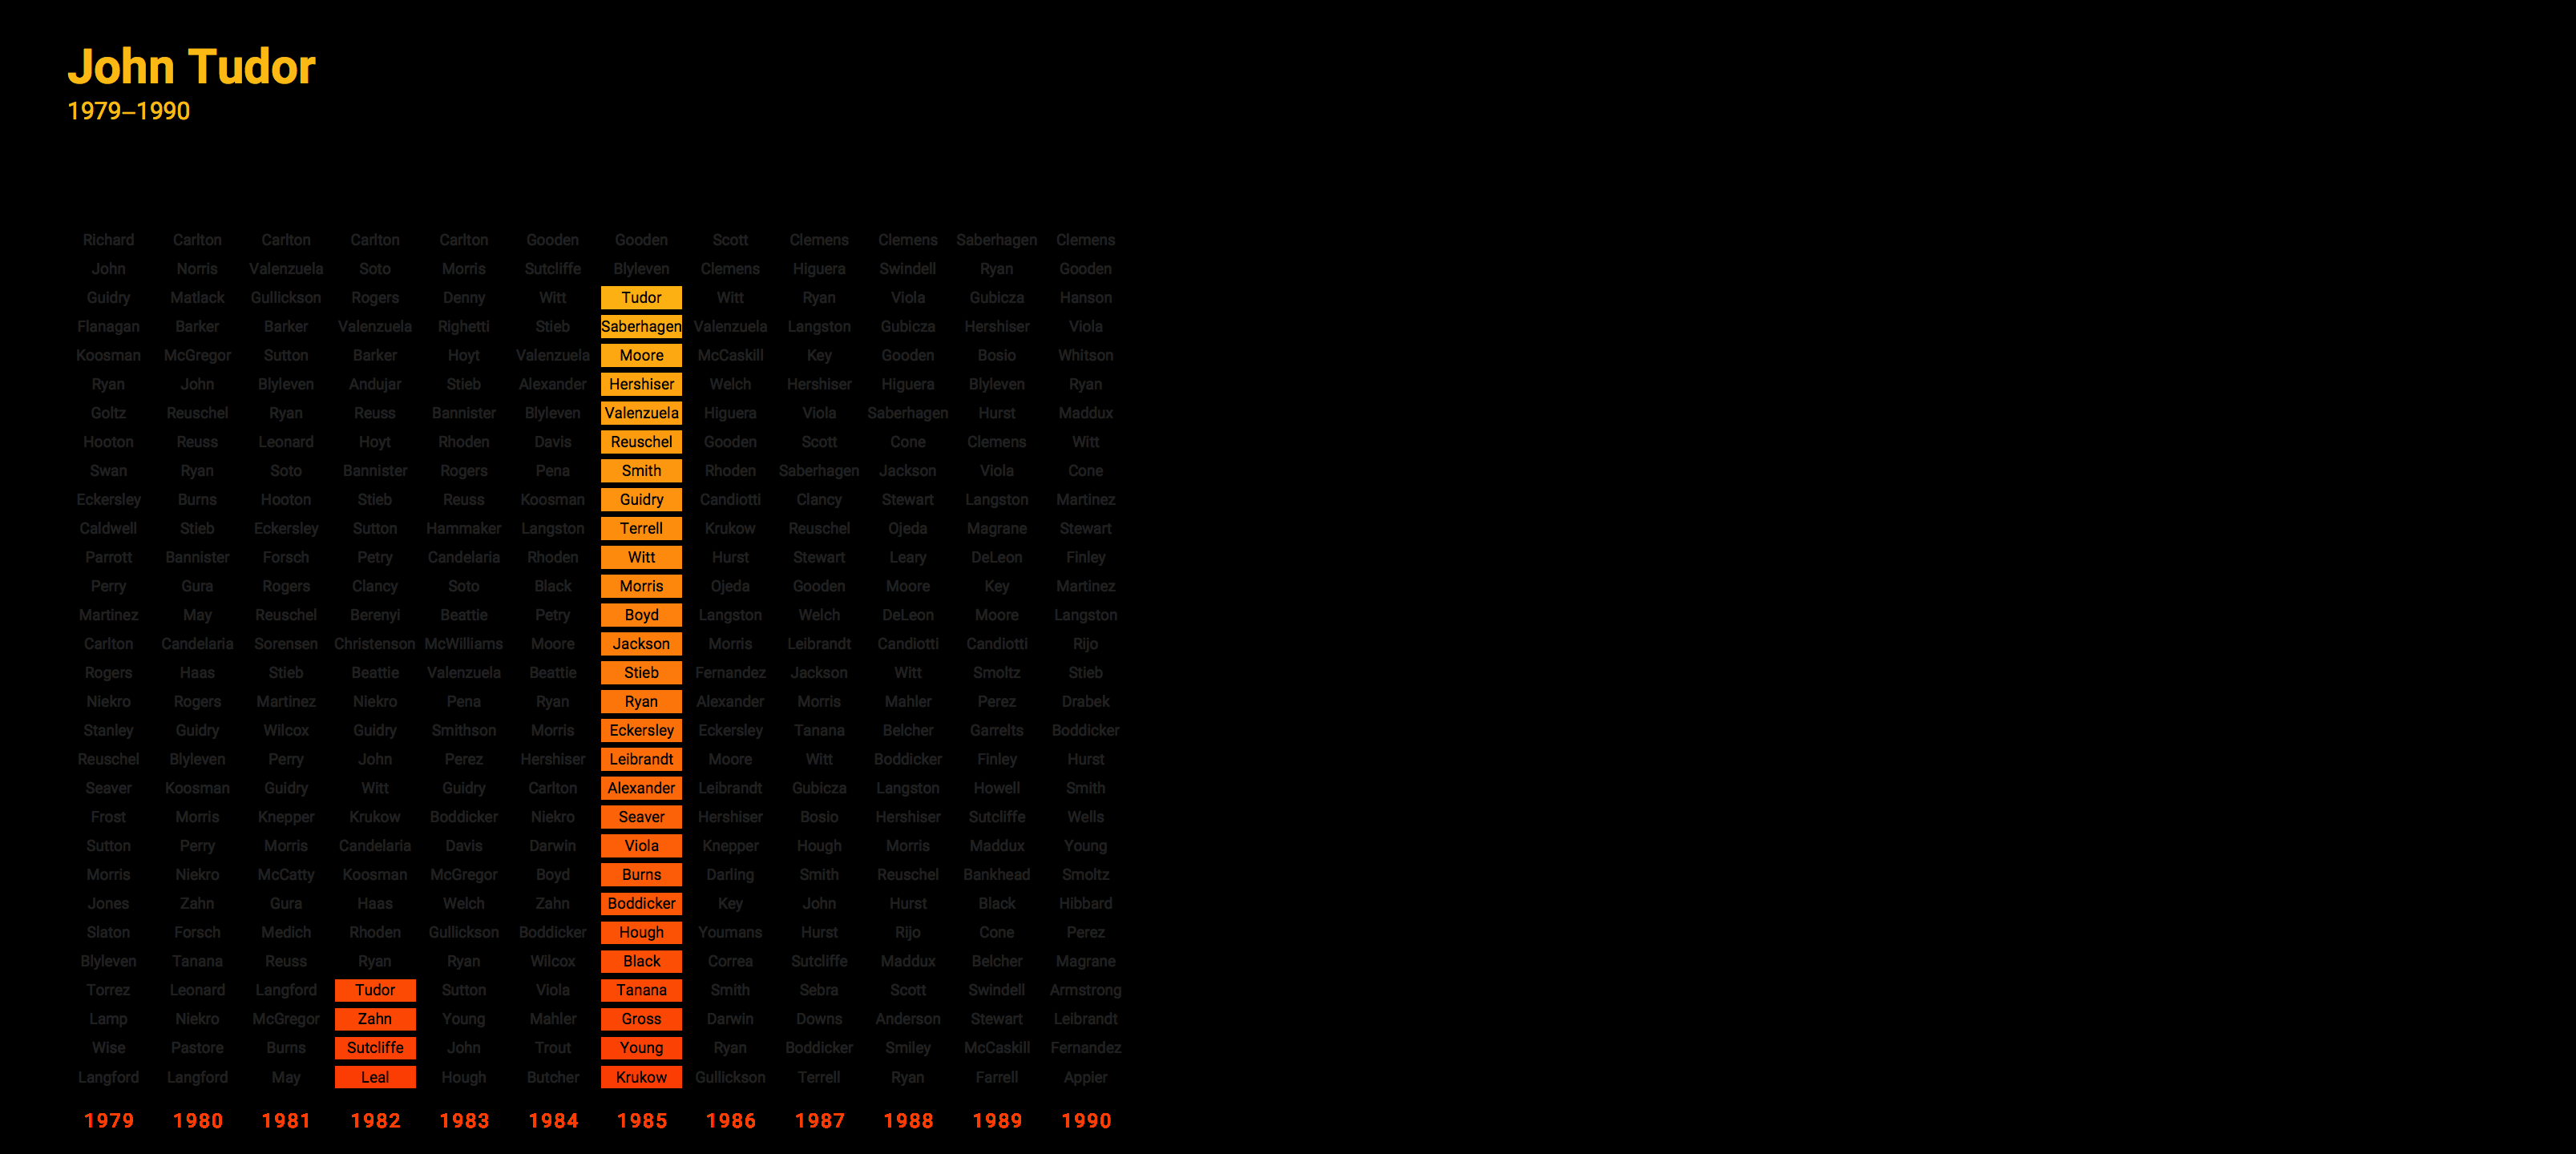 John Tudor
1979–1990
Richard Carlton Carlton Carlton Carlton Gooden Gooden Scott Clemens Clemens Saberhagen Clemens
John Norris Valenzuela Soto Morris Sutcliffe Blyleven Clemens Higuera Swindell Ryan Gooden
Guidry Matlack Gullickson Rogers Denny Witt Tudor Witt Ryan Viola Gubicza Hanson
Flanagan Barker Barker Valenzuela Righetti Stieb Saberhagen Valenzuela Langston Gubicza Hershiser Viola
Koosman McGregor Sutton Barker Hoyt Valenzuela Moore McCaskill Key Gooden Bosio Whitson
Ryan John Blyleven Andujar Stieb Alexander Hershiser Welch Hershiser Higuera Blyleven Ryan
Goltz Reuschel Ryan Reuss Bannister Blyleven Valenzuela Higuera Viola Saberhagen Hurst Maddux
Hooton Reuss Leonard Hoyt Rhoden Davis Reuschel Gooden Scott Cone Clemens Witt
Swan Ryan Soto Bannister Rogers Pena Smith Rhoden Saberhagen Jackson Viola Cone
Eckersley Burns Hooton Stieb Reuss Koosman Guidry Candiotti Clancy Stewart Langston Martinez
Caldwell Stieb Eckersley Sutton Hammaker Langston Terrell Krukow Reuschel Ojeda Magrane Stewart
Parrott Bannister Forsch Petry Candelaria Rhoden Witt Hurst Stewart Leary DeLeon Finley
Perry Gura Rogers Clancy Soto Black Morris Ojeda Gooden Moore Key Martinez
Martinez May Reuschel Berenyi Beattie Petry Boyd Langston Welch DeLeon Moore Langston
Carlton Candelaria Sorensen Christenson McWilliams Moore Jackson Morris Leibrandt Candiotti Candiotti Rijo
Rogers Haas Stieb Beattie Valenzuela Beattie Stieb Fernandez Jackson Witt Smoltz Stieb
Niekro Rogers Martinez Niekro Pena Ryan Ryan Alexander Morris Mahler Perez Drabek
Stanley Guidry Wilcox Guidry Smithson Morris Eckersley Eckersley Tanana Belcher Garrelts Boddicker
Reuschel Blyleven Perry John Perez Hershiser Leibrandt Moore Witt Boddicker Finley Hurst
Seaver Koosman Guidry Witt Guidry Carlton Alexander Leibrandt Gubicza Langston Howell Smith
Frost Morris Knepper Krukow Boddicker Niekro Seaver Hershiser Bosio Hershiser Sutcliffe Wells
Sutton Perry Morris Candelaria Davis Darwin Viola Knepper Hough Morris Maddux Young
Morris Niekro McCatty Koosman McGregor Boyd Burns Darling Smith Reuschel Bankhead Smoltz
Jones Zahn Gura Haas Welch Zahn Boddicker Key John Hurst Black Hibbard
Slaton Forsch Medich Rhoden Gullickson Boddicker Hough Youmans Hurst Rijo Cone Perez
Blyleven Tanana Reuss Ryan Ryan Wilcox Black Correa Sutcliffe Maddux Belcher Magrane
Torrez Leonard Langford Tudor Sutton Viola Tanana Smith Sebra Scott Swindell Armstrong
Lamp Niekro McGregor Zahn Young Mahler Gross Darwin Downs Anderson Stewart Leibrandt
Wise Pastore Burns Sutcliffe John Trout Young Ryan Boddicker Smiley McCaskill Fernandez
Langford Langford May Leal Hough Butcher Krukow Gullickson Terrell Ryan Farrell Appier
1979 1980 1981 1982 1983 1984 1985 1986 1987 1988 1989 1990